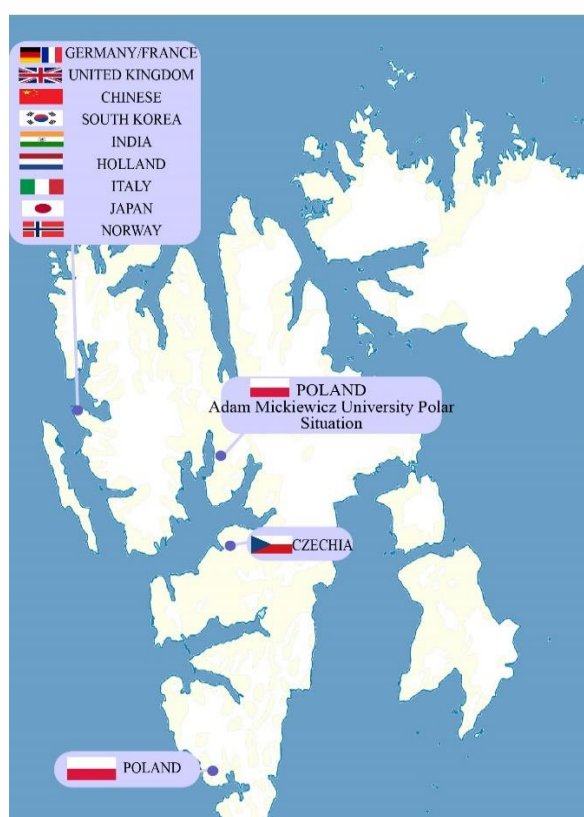 GERMANY/FRANCE
UNITED KINGDOM
CHINESE
SOUTH KOREA
INDIA
HOLLAND
ITALY
JAPAN
NORWAY
POLAND
Adam Mickiewicz University Polar
Situation
CZECHIA
POLAND